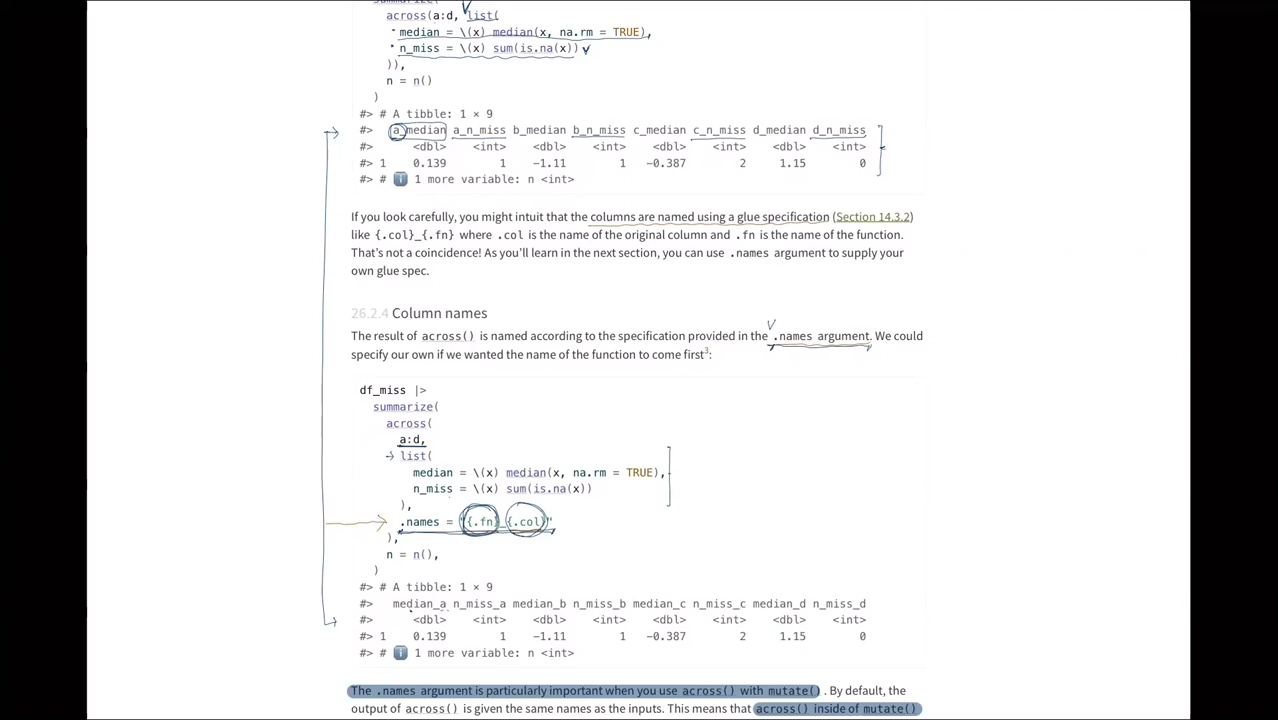 summarize(
across(a:d, list(
median = \(x) median(x, na.rm = TRUE),
n_miss = \(x) sum(is.na(x))
)),
n = n()
)
#> # A tibble: 1 × 9
#> a_median a_n_miss b_median b_n_miss c_median c_n_miss d_median d_n_miss
#> <dbl> <int> <dbl> <int> <dbl> <int> <dbl> <int>
#> 1 0.139 1 -1.11 1 -0.387 2 1.15 0
#> # ℹ 1 more variable: n <int>
If you look carefully, you might intuit that the columns are named using a glue specification (Section 14.3.2)
like {.col}_{.fn} where .col is the name of the original column and .fn is the name of the function.
That's not a coincidence! As you'll learn in the next section, you can use .names argument to supply your
own glue spec.
26.2.4 Column names
The result of across() is named according to the specification provided in the .names argument. We could
specify our own if we wanted the name of the function to come first3:
df_miss |>
summarize(
across(
a:d,
list(
median = \(x) median(x, na.rm = TRUE),
n_miss = \(x) sum(is.na(x))
),
.names = "{.fn}_{.col}"
),
n = n(),
)
#> # A tibble: 1 × 9
#> median_a n_miss_a median_b n_miss_b median_c n_miss_c median_d n_miss_d
#> <dbl> <int> <dbl> <int> <dbl> <int> <dbl> <int>
#> 1 0.139 1 -1.11 1 -0.387 2 1.15 0
#> # ℹ 1 more variable: n <int>
The .names argument is particularly important when you use across() with mutate(). By default, the
output of across() is given the same names as the inputs. This means that across() inside of mutate()